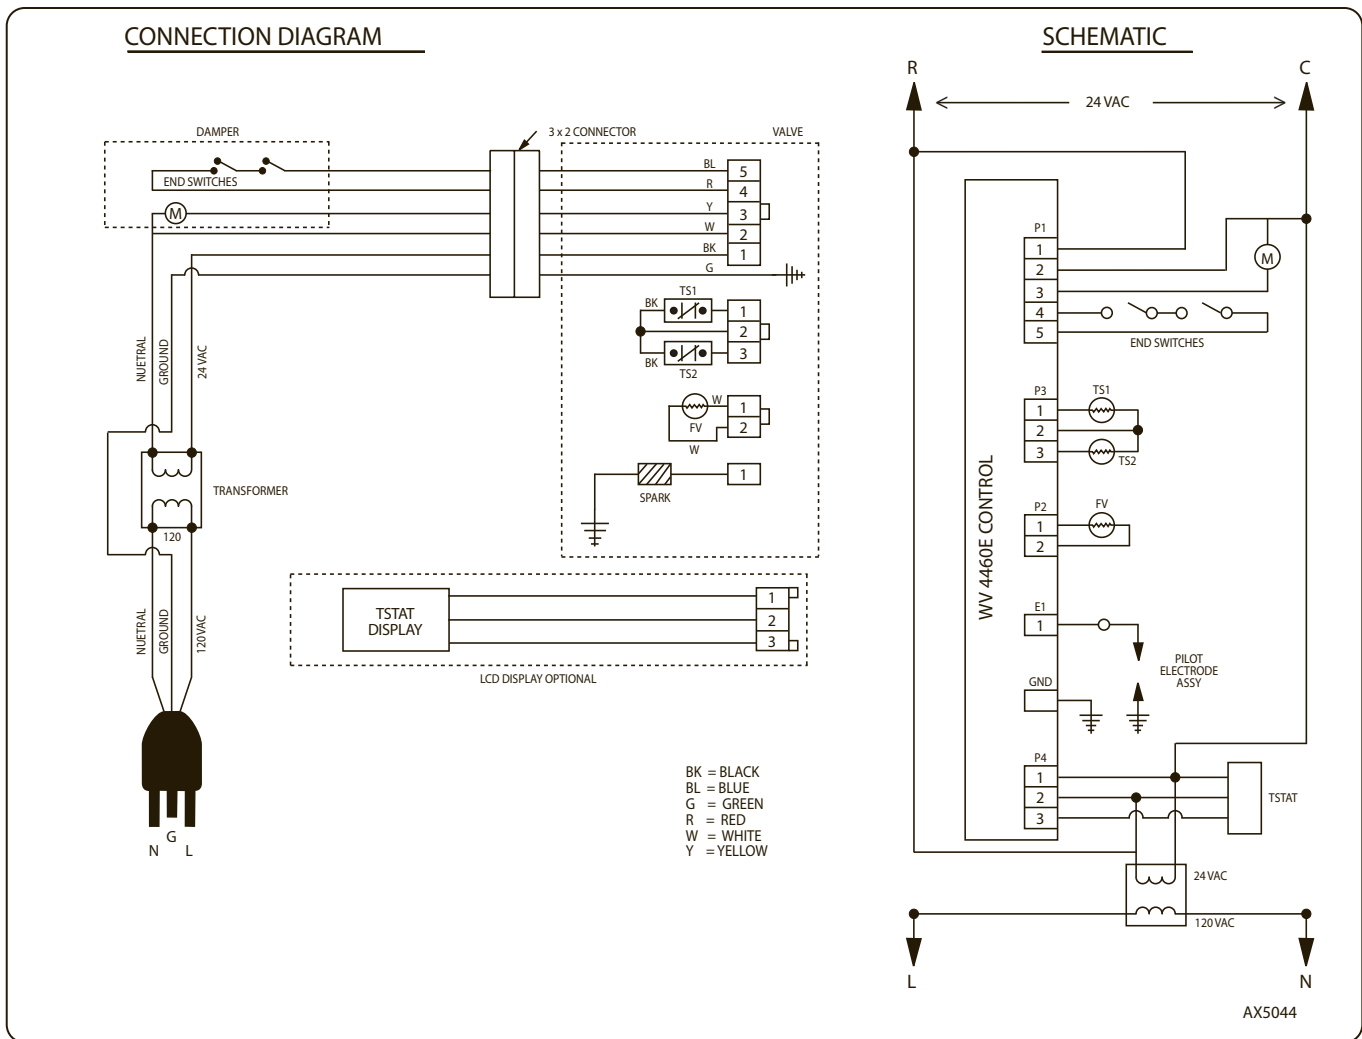 CONNECTION DIAGRAM
DAMPER
END SWITCHES
M
3 x 2 CONNECTOR
VALVE
BL 5
R 4
Y 3
W 2
BK 1
G
TS1
BK 1
2
BK 3
TS2
W 1
FV 2
W
1
SPARK
NUETRAL
GROUND
24 VAC
TRANSFORMER
120
NUETRAL
GROUND
120VAC
N G L
TSTAT
DISPLAY
1
2
3
LCD DISPLAY OPTIONAL
BK = BLACK
BL = BLUE
G = GREEN
R = RED
W = WHITE
Y = YELLOW
SCHEMATIC
R
C
24 VAC
WV 4460E CONTROL
P1
1
2
3
4
5
M
END SWITCHES
P3
1
2
3
TS1
TS2
P2
1
2
FV
E1
1
PILOT
ELECTRODE
ASSY
GND
P4
1
2
3
TSTAT
24 VAC
120 VAC
L
N
AX5044